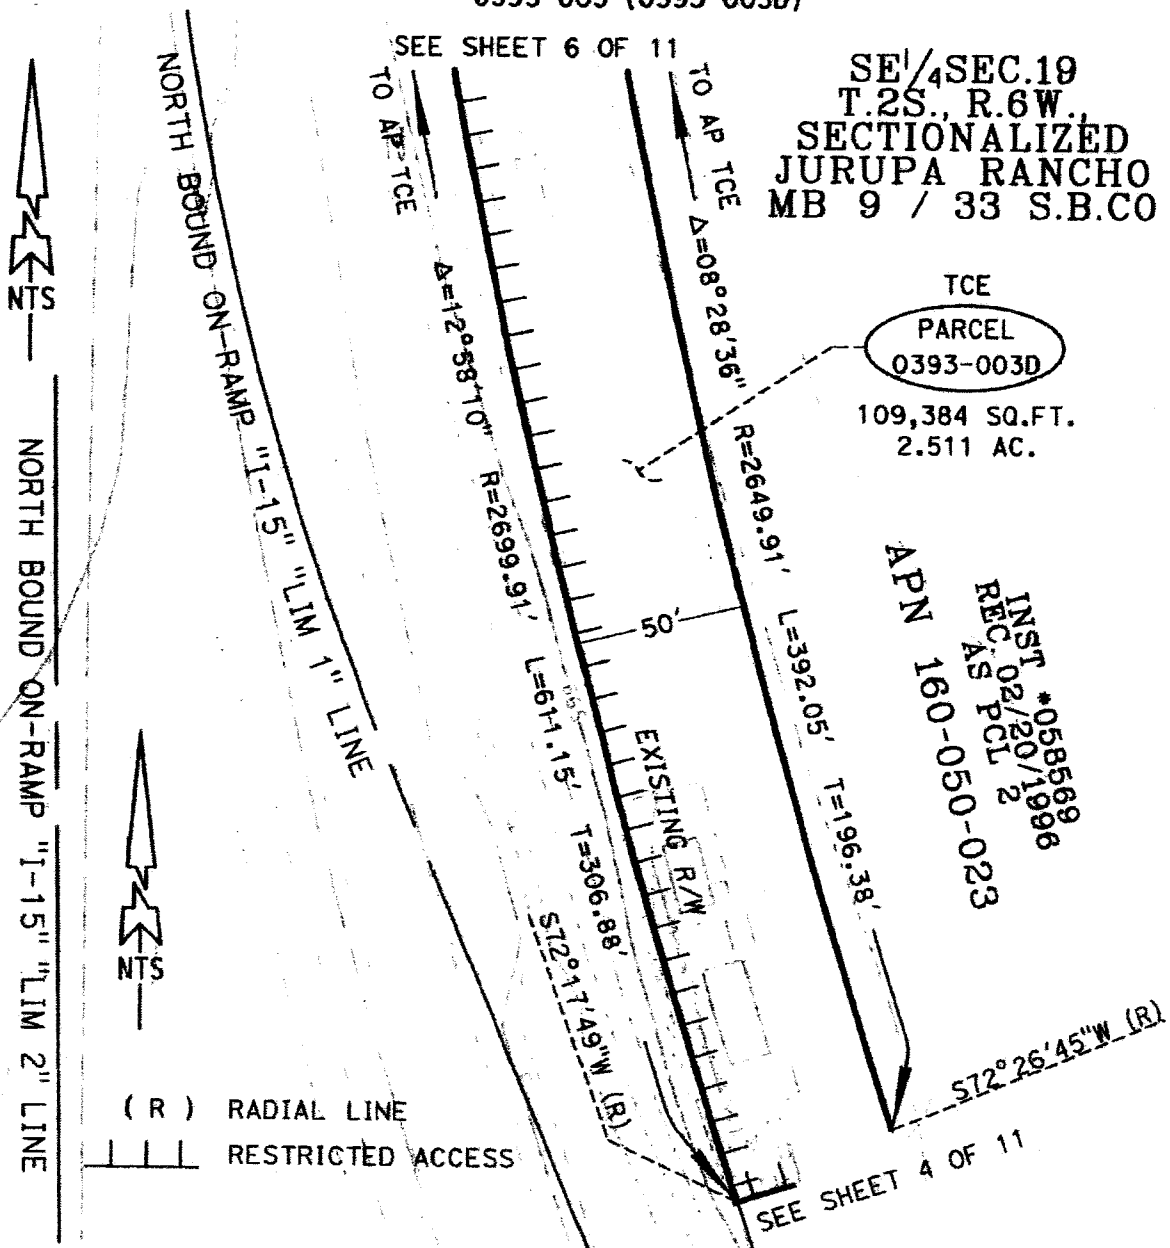 SEE SHEET 6 OF 11
SE¼SEC.19
T.2S., R.6W.,
SECTIONALIZED
JURUPA RANCHO
MB 9 / 33 S.B.CO
TO AP TCE
TO AP TCE
NORTH BOUND ON-RAMP "I-15" "LIM 1" LINE
NTS
TCE
PARCEL
0393-003D
109,384 SQ.FT.
2.511 AC.
Δ=12°58'10" R=2699.91' L=611.15' T=306.88'
Δ=08°28'36" R=2649.91' L=392.05' T=196.38'
50'
EXISTING R/W
INST *058569
REC. 02/20/1996
AS PCL 2
APN 160-050-023
NORTH BOUND ON-RAMP "I-15" "LIM 2" LINE
NTS
S72°17'49"W (R)
S72°26'45"W (R)
( R ) RADIAL LINE
RESTRICTED ACCESS
SEE SHEET 4 OF 11